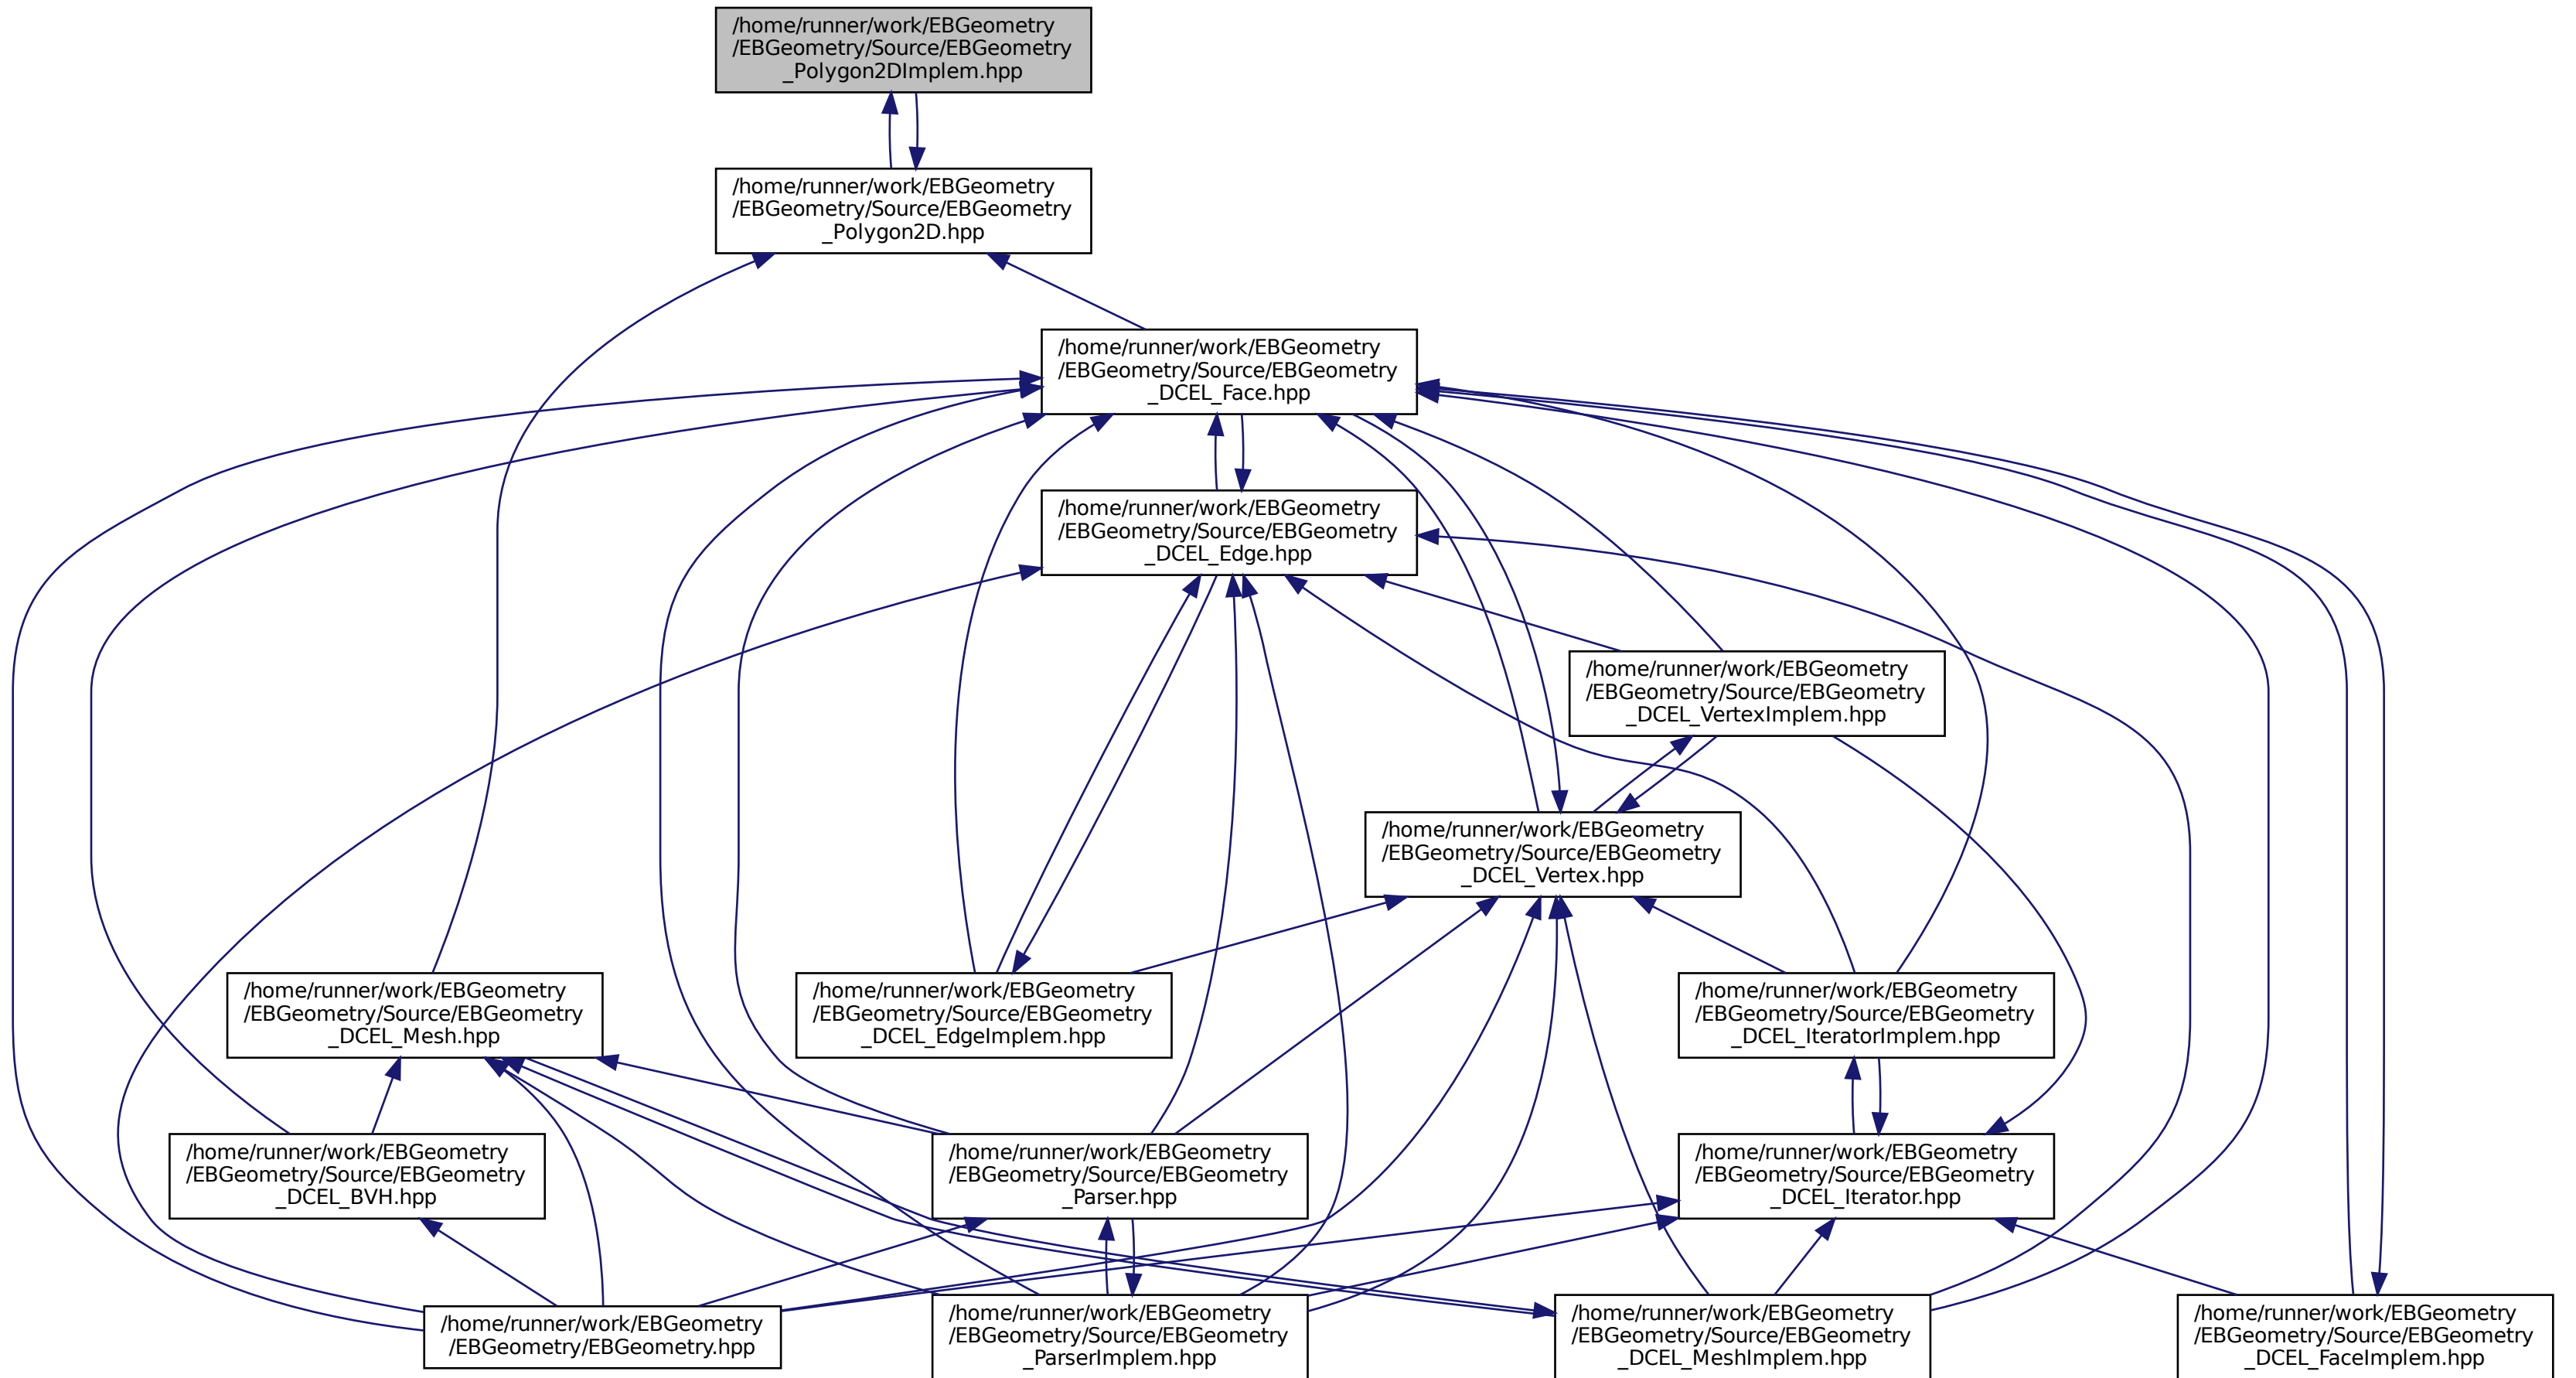 /home/runner/work/EBGeometry
/EBGeometry/Source/EBGeometry
_Polygon2DImplem.hpp
/home/runner/work/EBGeometry
/EBGeometry/Source/EBGeometry
_Polygon2D.hpp
/home/runner/work/EBGeometry
/EBGeometry/Source/EBGeometry
_DCEL_Face.hpp
/home/runner/work/EBGeometry
/EBGeometry/Source/EBGeometry
_DCEL_Edge.hpp
/home/runner/work/EBGeometry
/EBGeometry/Source/EBGeometry
_DCEL_VertexImplem.hpp
/home/runner/work/EBGeometry
/EBGeometry/Source/EBGeometry
_DCEL_Vertex.hpp
/home/runner/work/EBGeometry
/EBGeometry/Source/EBGeometry
_DCEL_Mesh.hpp
/home/runner/work/EBGeometry
/EBGeometry/Source/EBGeometry
_DCEL_EdgeImplem.hpp
/home/runner/work/EBGeometry
/EBGeometry/Source/EBGeometry
_DCEL_IteratorImplem.hpp
/home/runner/work/EBGeometry
/EBGeometry/Source/EBGeometry
_DCEL_BVH.hpp
/home/runner/work/EBGeometry
/EBGeometry/Source/EBGeometry
_Parser.hpp
/home/runner/work/EBGeometry
/EBGeometry/Source/EBGeometry
_DCEL_Iterator.hpp
/home/runner/work/EBGeometry
/EBGeometry/EBGeometry.hpp
/home/runner/work/EBGeometry
/EBGeometry/Source/EBGeometry
_ParserImplem.hpp
/home/runner/work/EBGeometry
/EBGeometry/Source/EBGeometry
_DCEL_MeshImplem.hpp
/home/runner/work/EBGeometry
/EBGeometry/Source/EBGeometry
_DCEL_FaceImplem.hpp